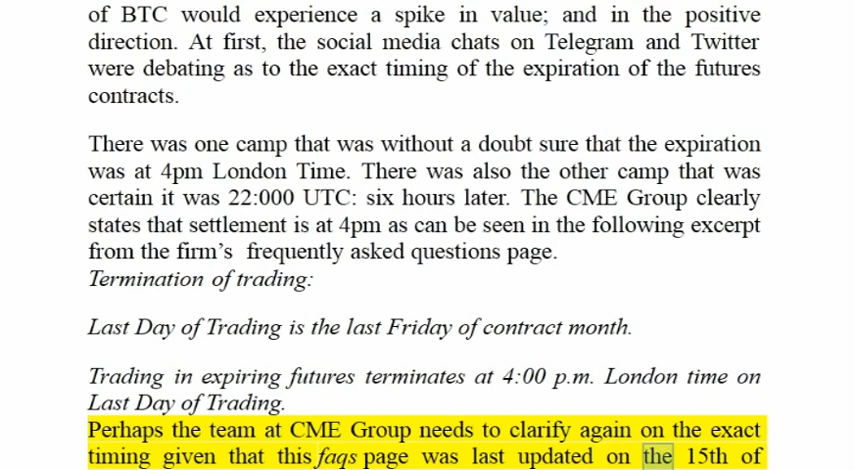 of BTC would experience a spike in value; and in the positive
direction. At first, the social media chats on Telegram and Twitter
were debating as to the exact timing of the expiration of the futures
contracts.
There was one camp that was without a doubt sure that the expiration
was at 4pm London Time. There was also the other camp that was
certain it was 22:000 UTC: six hours later. The CME Group clearly
states that settlement is at 4pm as can be seen in the following excerpt
from the firm’s frequently asked questions page.
Termination of trading:
Last Day of Trading is the last Friday of contract month.
Trading in expiring futures terminates at 4:00 p.m. London time on
Last Day of Trading.
Perhaps the team at CME Group needs to clarify again on the exact
timing given that this faqs page was last updated on the 15th of